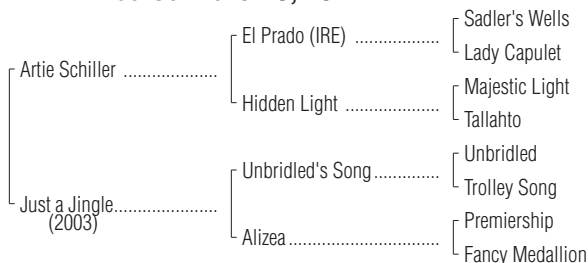 Sadler's Wells
El Prado (IRE) ..................
Lady Capulet
Artie Schiller ....................
Majestic Light
Hidden Light ....................
Tallahto
Unbridled
Unbridled's Song..............
Trolley Song
Just a Jingle......................
(2003)
Premiership
Alizea ................................
Fancy Medallion